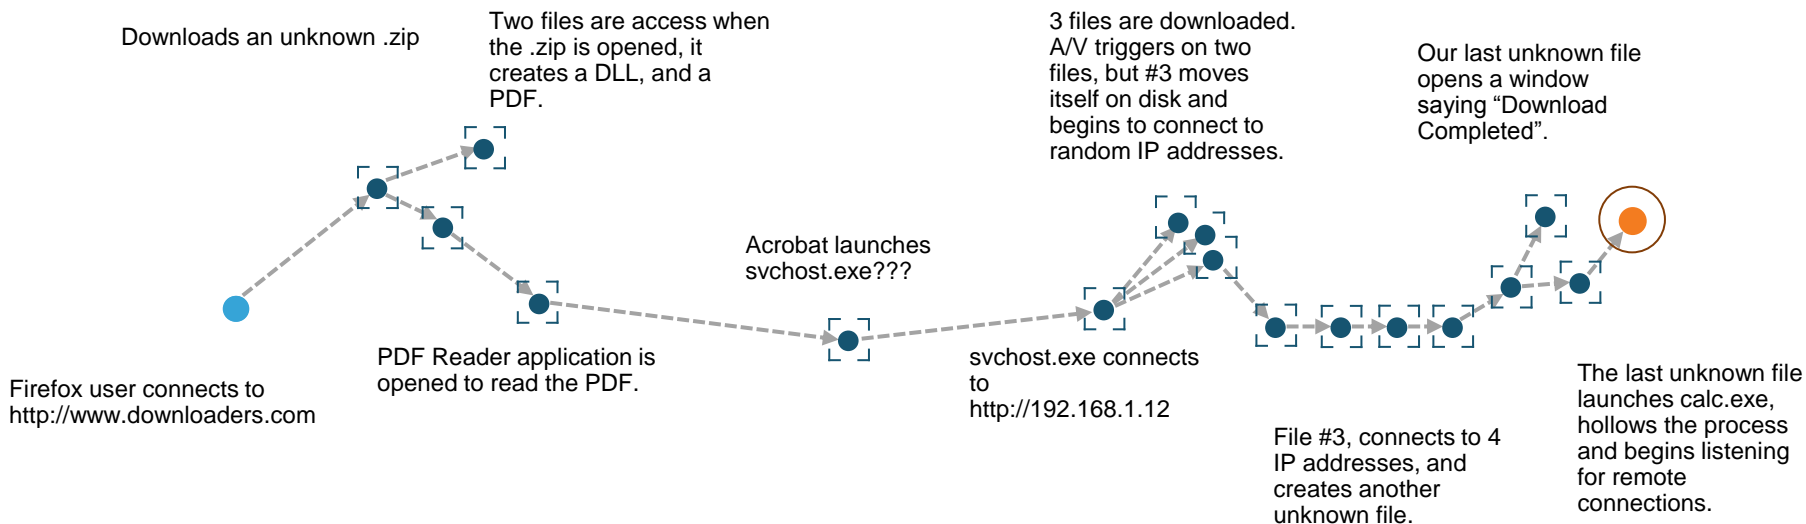 Downloads an unknown .zip
Two files are access when
the .zip is opened, it
creates a DLL, and a
PDF.
3 files are downloaded.
A/V triggers on two
files, but #3 moves
itself on disk and
begins to connect to
random IP addresses.
Our last unknown file
opens a window
saying “Download
Completed”.
Acrobat launches
svchost.exe???
Firefox user connects to
http://www.downloaders.com
PDF Reader application is
opened to read the PDF.
svchost.exe connects
to
http://192.168.1.12
File #3, connects to 4
IP addresses, and
creates another
unknown file.
The last unknown file
launches calc.exe,
hollows the process
and begins listening
for remote
connections.